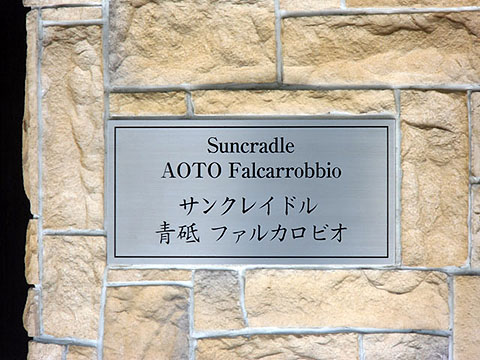 Suncradle
AOTO Falcarrobbio
サンクレイドル
青砥 ファルカロビオ